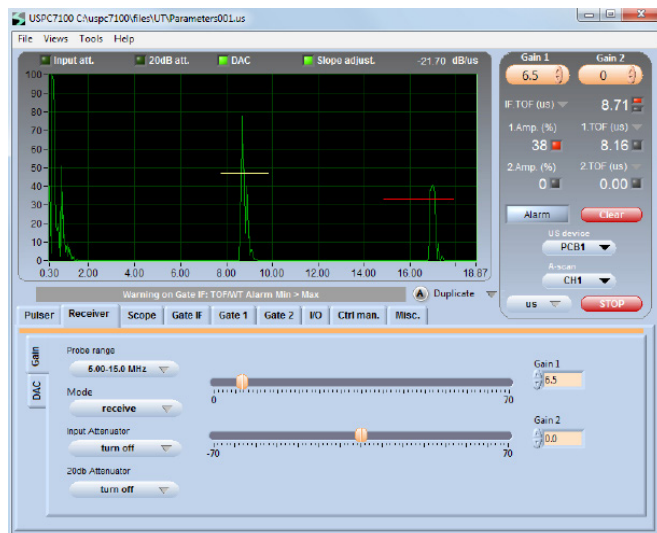 USPC7100 C:\uspc7100\files\UT\Parameters001.us
File Views Tools Help
Input att. 20dB att. DAC Slope adjust. -21.70 dB/us
100
90
80
70
60
50
40
30
20
10
0
0.30 2.00 4.00 6.00 8.00 10.00 12.00 14.00 16.00 18.87
Warning on Gate IF: TOF/WT Alarm Min > Max
A Duplicate
Gain 1 Gain 2
6.5 0
IF.TOF (us) 8.71
1.Amp. (%) 1.TOF (us)
38 8.16
2.Amp. (%) 2.TOF (us)
0 0.00
Alarm Clear
US device
PCB1
A-scan
CH1
us STOP
Pulser Receiver Scope Gate IF Gate 1 Gate 2 I/O Ctrl man. Misc.
Gain
DAC
Probe range
5.00-15.0 MHz
Mode
receive
Input Attenuator
turn off
20db Attenuator
turn off
0 70
Gain 1
6.5
-70 70
Gain 2
0.0